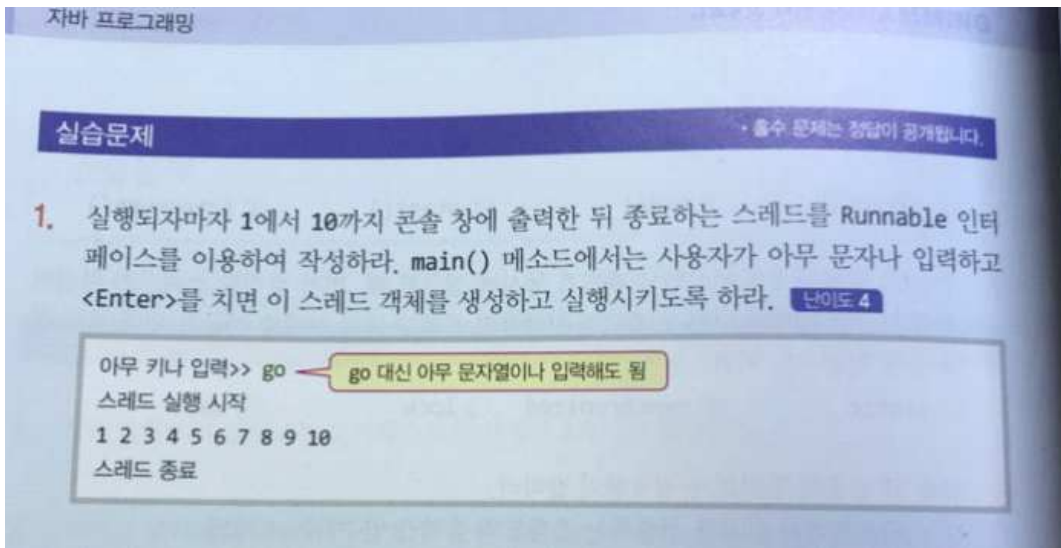 자바 프로그래밍
실습문제
• 홀수 문제는 정답이 공개됩니다.
1. 실행되자마자 1에서 10까지 콘솔 창에 출력한 뒤 종료하는 스레드를 Runnable 인터
페이스를 이용하여 작성하라. main() 메소드에서는 사용자가 아무 문자나 입력하고
<Enter>를 치면 이 스레드 객체를 생성하고 실행시키도록 하라. 난이도 4
아무 키나 입력>> go go 대신 아무 문자열이나 입력해도 됨
스레드 실행 시작
1 2 3 4 5 6 7 8 9 10
스레드 종료